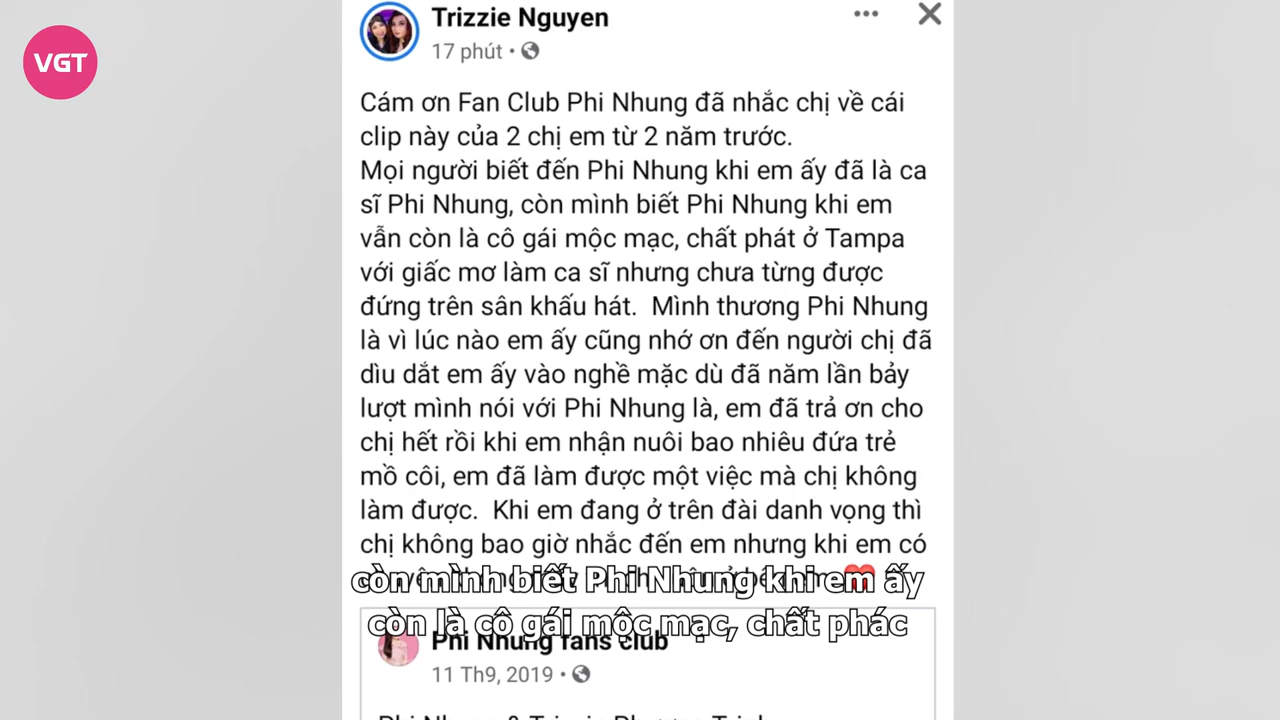 VGT
Trizzie Nguyen
17 phút
Cám ơn Fan Club Phi Nhung đã nhắc chị về cái
clip này của 2 chị em từ 2 năm trước.
Mọi người biết đến Phi Nhung khi em ấy đã là ca
sĩ Phi Nhung, còn mình biết Phi Nhung khi em
vẫn còn là cô gái mộc mạc, chất phát ở Tampa
với giấc mơ làm ca sĩ nhưng chưa từng được
đứng trên sân khấu hát. Mình thương Phi Nhung
là vì lúc nào em ấy cũng nhớ ơn đến người chị đã
dìu dắt em ấy vào nghề mặc dù đã năm lần bảy
lượt mình nói với Phi Nhung là, em đã trả ơn cho
chị hết rồi khi em nhận nuôi bao nhiêu đứa trẻ
mồ côi, em đã làm được một việc mà chị không
làm được. Khi em đang ở trên đài danh vọng thì
chị không bao giờ nhắc đến em nhưng khi em có
còn mình biết Phi Nhung khi em ấy
còn là cô gái mộc mạc, chất phác
Phi Nhung fans club
11 Th9, 2019